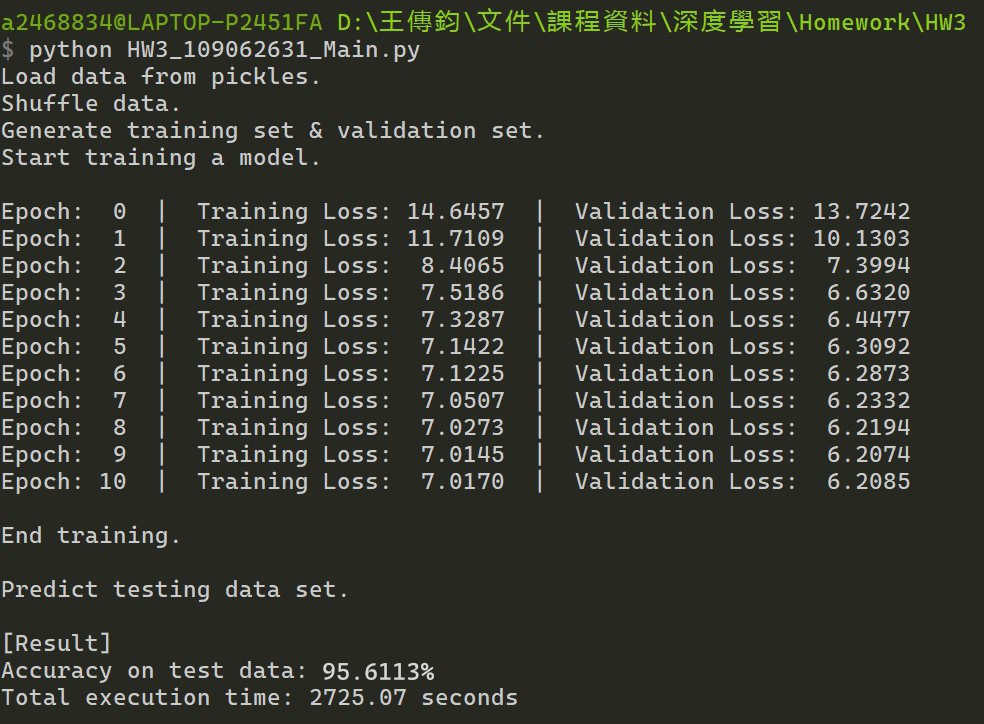 a2468834@LAPTOP-P2451FA D:\王傳鈞\文件\課程資料\深度學習\Homework\HW3
$ python HW3_109062631_Main.py
Load data from pickles.
Shuffle data.
Generate training set & validation set.
Start training a model.
Epoch:  0  |  Training Loss: 14.6457  |  Validation Loss: 13.7242
Epoch:  1  |  Training Loss: 11.7109  |  Validation Loss: 10.1303
Epoch:  2  |  Training Loss:  8.4065  |  Validation Loss:  7.3994
Epoch:  3  |  Training Loss:  7.5186  |  Validation Loss:  6.6320
Epoch:  4  |  Training Loss:  7.3287  |  Validation Loss:  6.4477
Epoch:  5  |  Training Loss:  7.1422  |  Validation Loss:  6.3092
Epoch:  6  |  Training Loss:  7.1225  |  Validation Loss:  6.2873
Epoch:  7  |  Training Loss:  7.0507  |  Validation Loss:  6.2332
Epoch:  8  |  Training Loss:  7.0273  |  Validation Loss:  6.2194
Epoch:  9  |  Training Loss:  7.0145  |  Validation Loss:  6.2074
Epoch: 10  |  Training Loss:  7.0170  |  Validation Loss:  6.2085
End training.
Predict testing data set.
[Result]
Accuracy on test data: 95.6113%
Total execution time: 2725.07 seconds